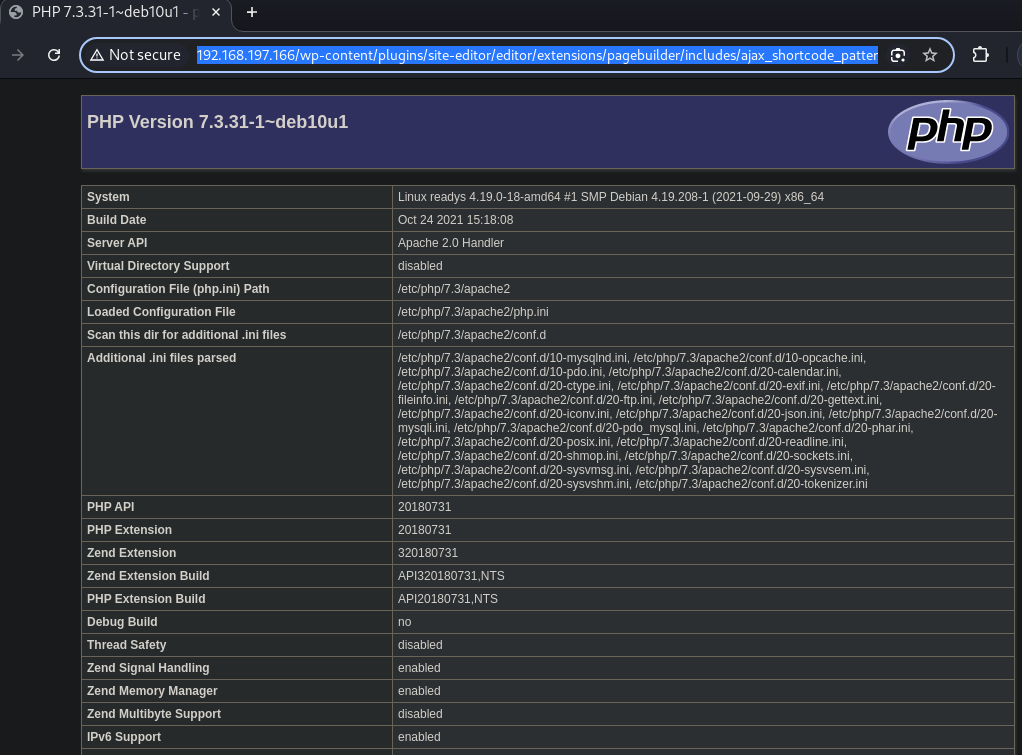 PHP 7.3.31-1~deb10u1 - p
Not secure 192.168.197.166/wp-content/plugins/site-editor/editor/extensions/pagebuilder/includes/ajax_shortcode_patter
PHP Version 7.3.31-1~deb10u1
php
System Linux readys 4.19.0-18-amd64 #1 SMP Debian 4.19.208-1 (2021-09-29) x86_64
Build Date Oct 24 2021 15:18:08
Server API Apache 2.0 Handler
Virtual Directory Support disabled
Configuration File (php.ini) Path /etc/php/7.3/apache2
Loaded Configuration File /etc/php/7.3/apache2/php.ini
Scan this dir for additional .ini files /etc/php/7.3/apache2/conf.d
Additional .ini files parsed /etc/php/7.3/apache2/conf.d/10-mysqlnd.ini, /etc/php/7.3/apache2/conf.d/10-opcache.ini,
/etc/php/7.3/apache2/conf.d/10-pdo.ini, /etc/php/7.3/apache2/conf.d/20-calendar.ini,
/etc/php/7.3/apache2/conf.d/20-ctype.ini, /etc/php/7.3/apache2/conf.d/20-exif.ini, /etc/php/7.3/apache2/conf.d/20-
fileinfo.ini, /etc/php/7.3/apache2/conf.d/20-ftp.ini, /etc/php/7.3/apache2/conf.d/20-gettext.ini,
/etc/php/7.3/apache2/conf.d/20-iconv.ini, /etc/php/7.3/apache2/conf.d/20-json.ini, /etc/php/7.3/apache2/conf.d/20-
mysqli.ini, /etc/php/7.3/apache2/conf.d/20-pdo_mysql.ini, /etc/php/7.3/apache2/conf.d/20-phar.ini,
/etc/php/7.3/apache2/conf.d/20-posix.ini, /etc/php/7.3/apache2/conf.d/20-readline.ini,
/etc/php/7.3/apache2/conf.d/20-shmop.ini, /etc/php/7.3/apache2/conf.d/20-sockets.ini,
/etc/php/7.3/apache2/conf.d/20-sysvmsg.ini, /etc/php/7.3/apache2/conf.d/20-sysvsem.ini,
/etc/php/7.3/apache2/conf.d/20-sysvshm.ini, /etc/php/7.3/apache2/conf.d/20-tokenizer.ini
PHP API 20180731
PHP Extension 20180731
Zend Extension 320180731
Zend Extension Build API320180731,NTS
PHP Extension Build API20180731,NTS
Debug Build no
Thread Safety disabled
Zend Signal Handling enabled
Zend Memory Manager enabled
Zend Multibyte Support disabled
IPv6 Support enabled